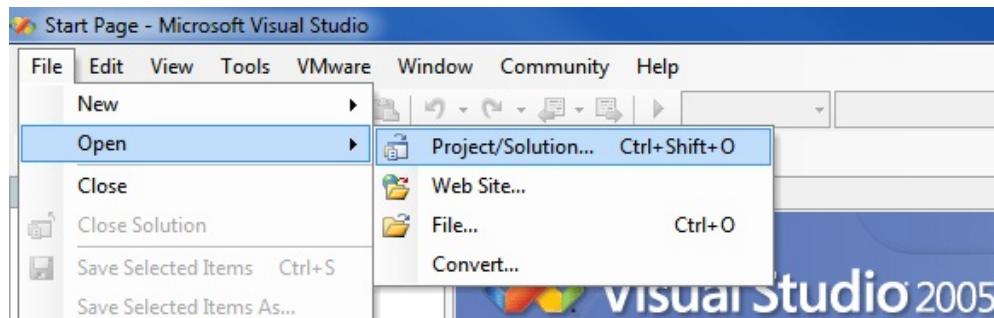 Start Page - Microsoft Visual Studio
File Edit View Tools VMware Window Community Help
New
Open
Close
Close Solution
Save Selected Items Ctrl+S
Save Selected Items As...
Project/Solution... Ctrl+Shift+O
Web Site...
File... Ctrl+O
Convert...
Visual Studio 2005